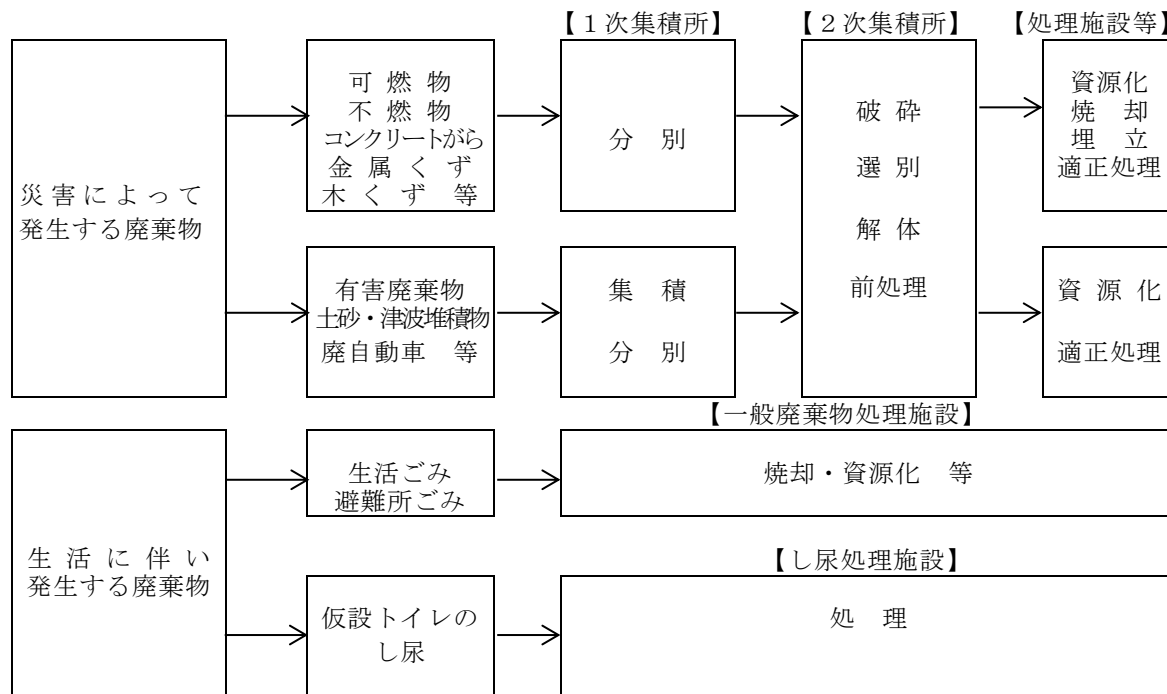 【１次集積所】
【２次集積所】
【処理施設等】
災害によって
発生する廃棄物
可燃物
不燃物
コンクリートがら
金属くず
木くず等
分別
破砕
選別
解体
前処理
資源化
焼却
埋立
適正処理
有害廃棄物
土砂・津波堆積物
廃自動車　等
集積
分別
資源化
適正処理
【一般廃棄物処理施設】
生活に伴い
発生する廃棄物
生活ごみ
避難所ごみ
焼却・資源化　等
【し尿処理施設】
仮設トイレの
し尿
処理